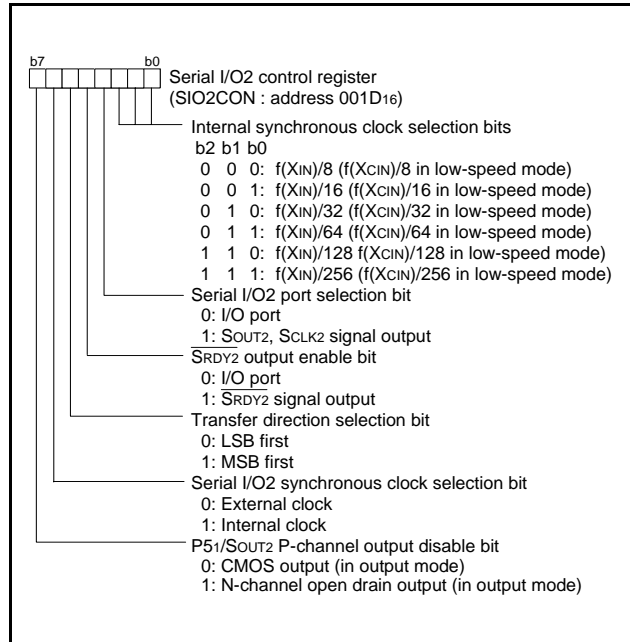 b7 b0
Serial I/O2 control register
(SIO2CON : address 001D16)
Internal synchronous clock selection bits
b2 b1 b0
0 0 0: f(XIN)/8 (f(XCIN)/8 in low-speed mode)
0 0 1: f(XIN)/16 (f(XCIN)/16 in low-speed mode)
0 1 0: f(XIN)/32 (f(XCIN)/32 in low-speed mode)
0 1 1: f(XIN)/64 (f(XCIN)/64 in low-speed mode)
1 1 0: f(XIN)/128 f(XCIN)/128 in low-speed mode)
1 1 1: f(XIN)/256 (f(XCIN)/256 in low-speed mode)
Serial I/O2 port selection bit
0: I/O port
1: SOUT2, SCLK2 signal output
SRDY2 output enable bit
0: I/O port
1: SRDY2 signal output
Transfer direction selection bit
0: LSB first
1: MSB first
Serial I/O2 synchronous clock selection bit
0: External clock
1: Internal clock
P51/SOUT2 P-channel output disable bit
0: CMOS output (in output mode)
1: N-channel open drain output (in output mode)